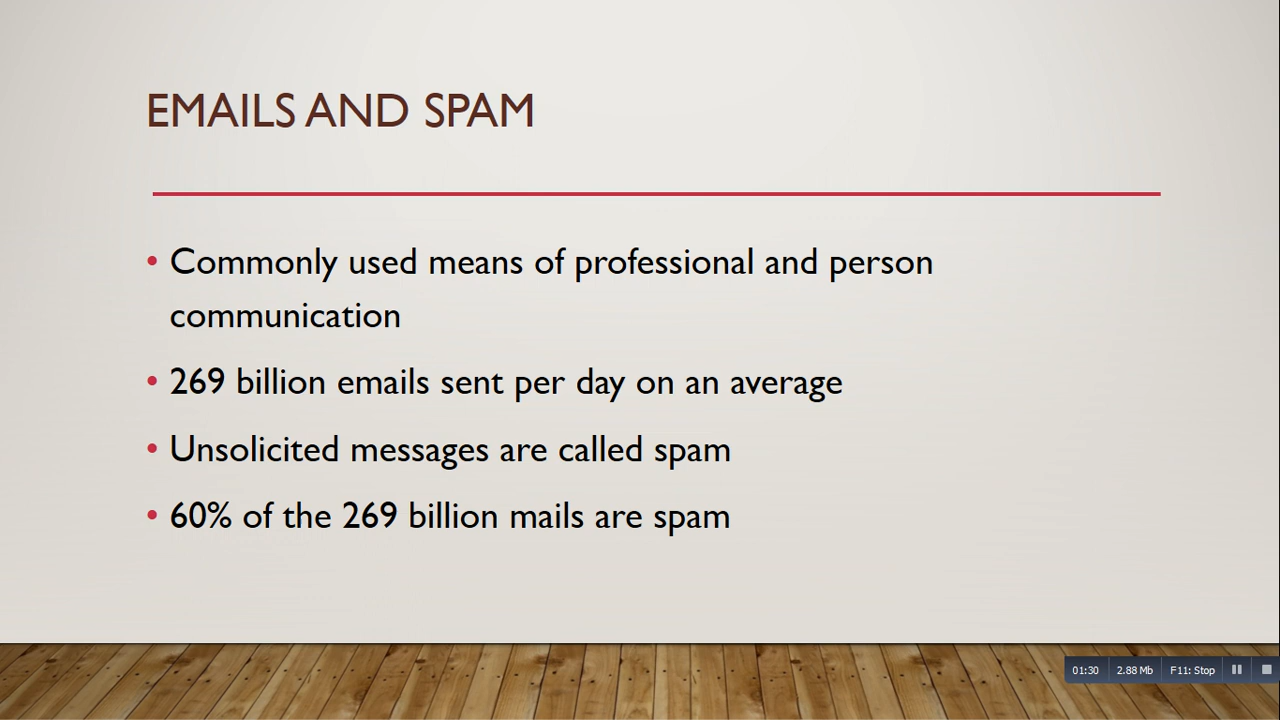 EMAILS AND SPAM
• Commonly used means of professional and person
communication
• 269 billion emails sent per day on an average
• Unsolicited messages are called spam
• 60% of the 269 billion mails are spam
01:30 2.88 Mb F11: Stop